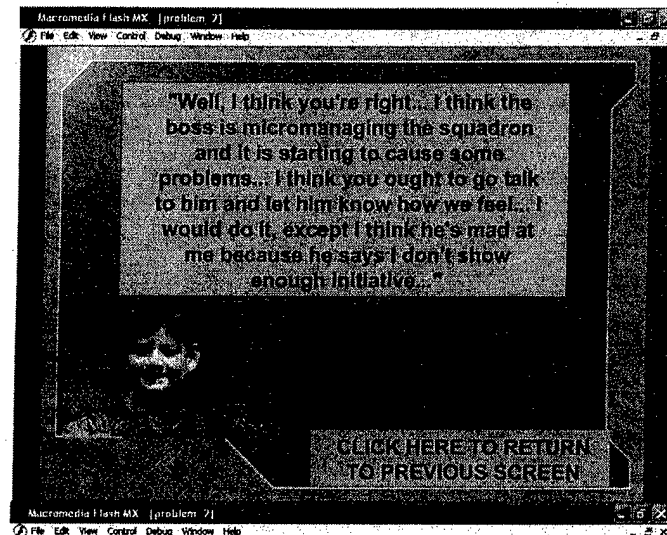 Macromedia Flash MX - [problem_2]
File Edit View Control Debug Window Help
"Well, I think you're right... I think the
boss is micromanaging the squadron
and it is starting to cause some
problems... I think you ought to go talk
to him and let him know how we feel... I
would do it, except I think he's mad at
me because he says I don't show
enough initiative..."
CLICK HERE TO RETURN
TO PREVIOUS SCREEN
Macromedia Flash MX - [problem_2]
File Edit View Control Debug Window Help